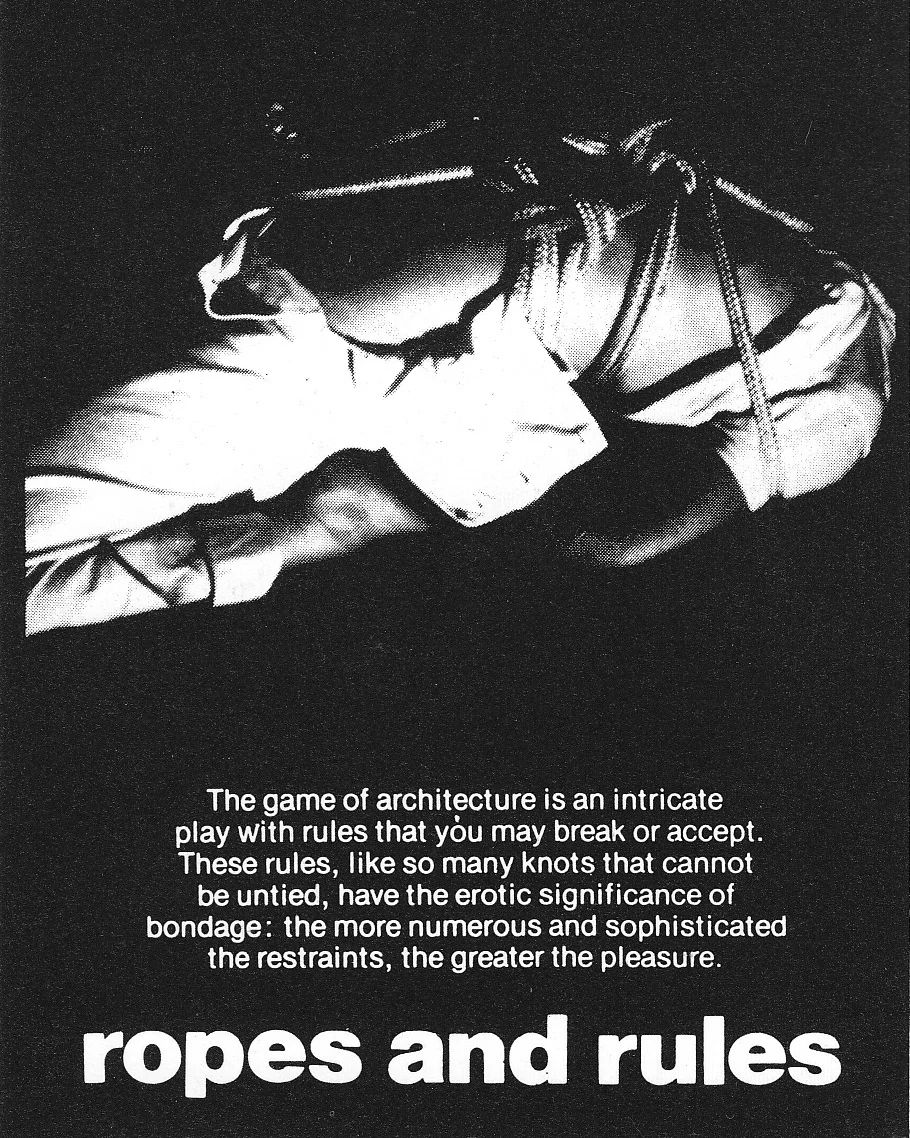 The game of architecture is an intricate
play with rules that you may break or accept.
These rules, like so many knots that cannot
be untied, have the erotic significance of
bondage: the more numerous and sophisticated
the restraints, the greater the pleasure.
ropes and rules